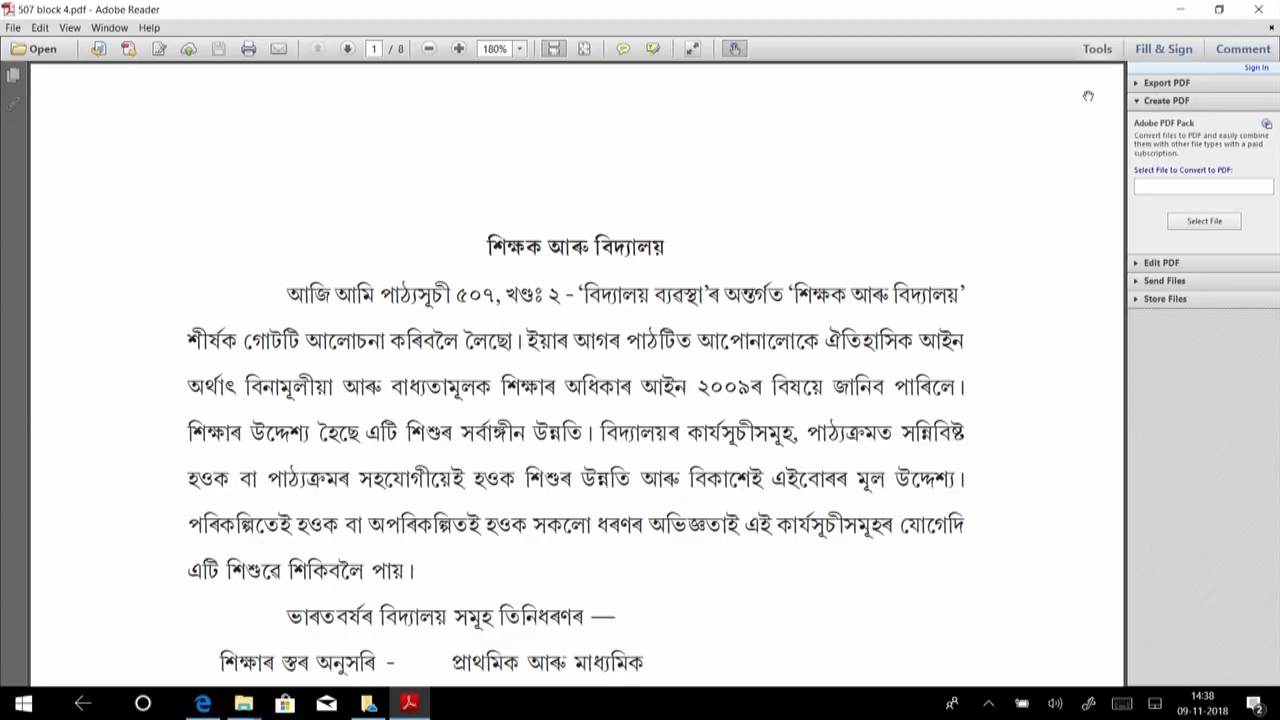 507 block 4.pdf - Adobe Reader
File Edit View Window Help
Open 1 / 8 180% Tools Fill & Sign Comment
Sign In
Export PDF
Create PDF
Adobe PDF Pack
Convert files to PDF and easily combine
them with other file types with a paid
subscription.
Select File to Convert to PDF:
Select File
Edit PDF
Send Files
Store Files
শিক্ষক আৰু বিদ্যালয়
আজি আমি পাঠ্যসূচী ৫০৭, খণ্ডঃ ২ - ‘বিদ্যালয় ব্যৱস্থা’ৰ অন্তৰ্গত ‘শিক্ষক আৰু বিদ্যালয়’
শীৰ্ষক গোটটি আলোচনা কৰিবলৈ লৈছো। ইয়াৰ আগৰ পাঠটিত আপোনালোকে ঐতিহাসিক আইন
অৰ্থাৎ বিনামূলীয়া আৰু বাধ্যতামূলক শিক্ষাৰ অধিকাৰ আইন ২০০৯ৰ বিষয়ে জানিব পাৰিলে।
শিক্ষাৰ উদ্দেশ্য হৈছে এটি শিশুৰ সৰ্বাঙ্গীন উন্নতি। বিদ্যালয়ৰ কাৰ্যসূচীসমূহ, পাঠ্যক্ৰমত সন্নিবিষ্ট
হওক বা পাঠ্যক্ৰমৰ সহযোগীয়েই হওক শিশুৰ উন্নতি আৰু বিকাশেই এইবোৰৰ মূল উদ্দেশ্য।
পৰিকল্পিতেই হওক বা অপৰিকল্পিতই হওক সকলো ধৰণৰ অভিজ্ঞতাই এই কাৰ্যসূচীসমূহৰ যোগেদি
এটি শিশুৱে শিকিবলৈ পায়।
ভাৰতবৰ্ষৰ বিদ্যালয় সমূহ তিনিধৰণৰ —
শিক্ষাৰ স্তৰ অনুসৰি - প্ৰাথমিক আৰু মাধ্যমিক
14:38
09-11-2018
2